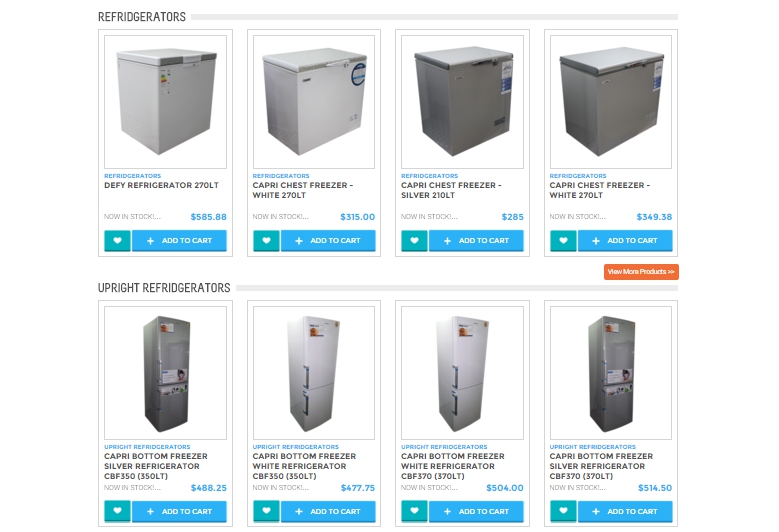 REFRIDGERATORS
REFRIDGERATORS
DEFY REFRIGERATOR 270LT
NOW IN STOCK!... $585.88
ADD TO CART
REFRIDGERATORS
CAPRI CHEST FREEZER -
WHITE 270LT
NOW IN STOCK!... $315.00
ADD TO CART
REFRIDGERATORS
CAPRI CHEST FREEZER -
SILVER 210LT
NOW IN STOCK!... $285
ADD TO CART
REFRIDGERATORS
CAPRI CHEST FREEZER -
WHITE 270LT
NOW IN STOCK!... $349.38
ADD TO CART
View More Products >>
UPRIGHT REFRIDGERATORS
UPRIGHT REFRIDGERATORS
CAPRI BOTTOM FREEZER
SILVER REFRIGERATOR
CBF350 (350LT)
NOW IN STOCK!... $488.25
ADD TO CART
UPRIGHT REFRIDGERATORS
CAPRI BOTTOM FREEZER
WHITE REFRIGERATOR
CBF350 (350LT)
NOW IN STOCK!... $477.75
ADD TO CART
UPRIGHT REFRIDGERATORS
CAPRI BOTTOM FREEZER
WHITE REFRIGERATOR
CBF370 (370LT)
NOW IN STOCK!... $504.00
ADD TO CART
UPRIGHT REFRIDGERATORS
CAPRI BOTTOM FREEZER
SILVER REFRIGERATOR
CBF370 (370LT)
NOW IN STOCK!... $514.50
ADD TO CART